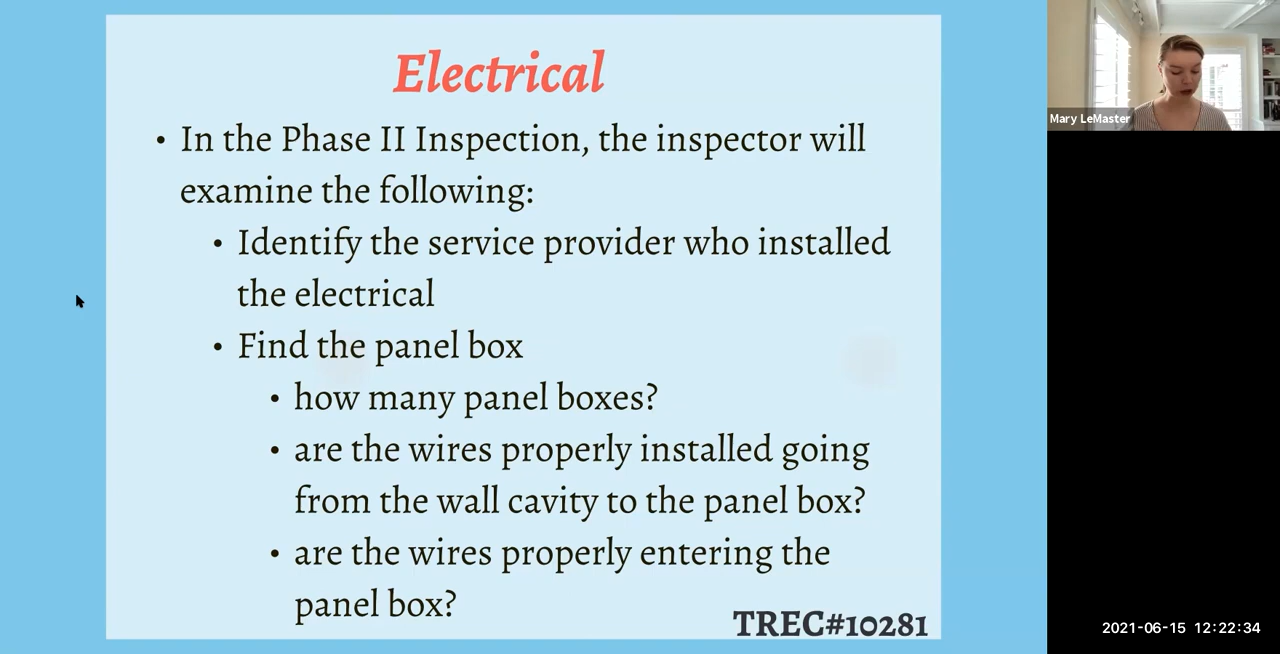 Electrical
• In the Phase II Inspection, the inspector will
examine the following:
• Identify the service provider who installed
the electrical
• Find the panel box
• how many panel boxes?
• are the wires properly installed going
from the wall cavity to the panel box?
• are the wires properly entering the
panel box?
TREC#10281
Mary LeMaster
2021-06-15 12:22:34